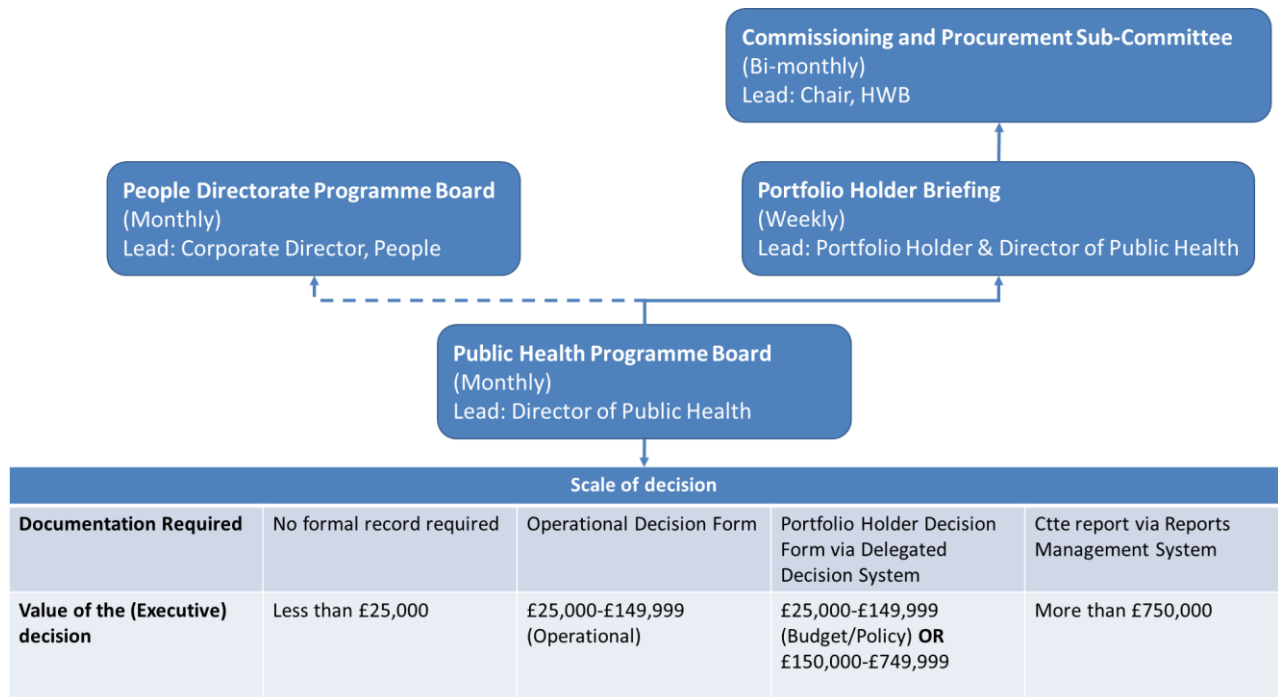 Commissioning and Procurement Sub-Committee
(Bi-monthly)
Lead: Chair, HWB
People Directorate Programme Board
(Monthly)
Lead: Corporate Director, People
Portfolio Holder Briefing
(Weekly)
Lead: Portfolio Holder & Director of Public Health
Public Health Programme Board
(Monthly)
Lead: Director of Public Health
Scale of decision
Documentation Required
No formal record required
Operational Decision Form
Portfolio Holder Decision
Form via Delegated
Decision System
Ctte report via Reports
Management System
Value of the (Executive)
decision
Less than £25,000
£25,000-£149,999
(Operational)
£25,000-£149,999
(Budget/Policy) OR
£150,000-£749,999
More than £750,000